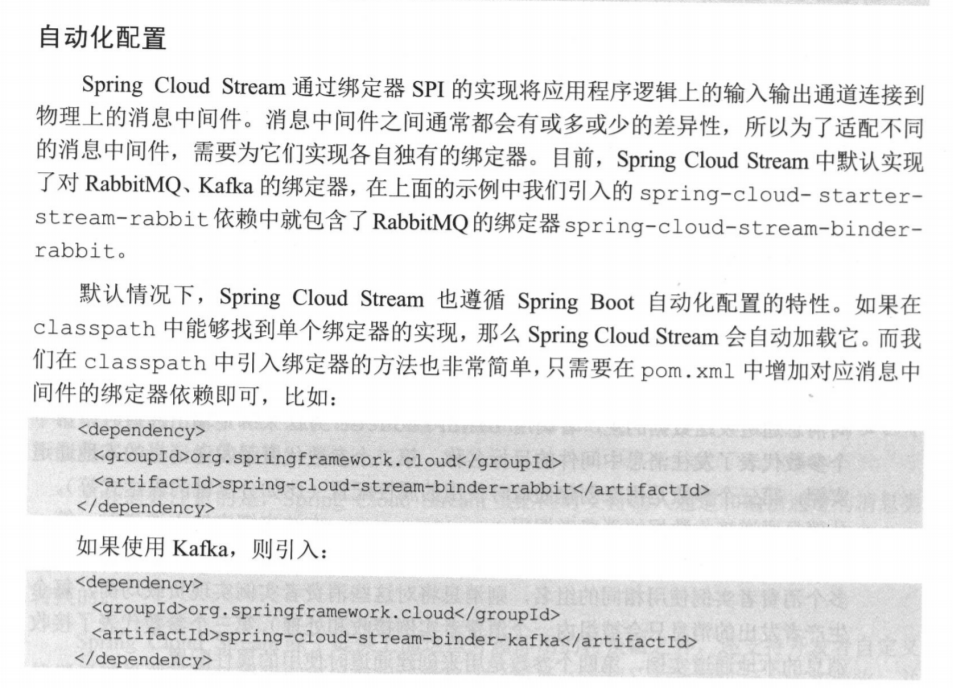 自动化配置
Spring Cloud Stream 通过绑定器 SPI 的实现将应用程序逻辑上的输入输出通道连接到
物理上的消息中间件。消息中间件之间通常都会有或多或少的差异性，所以为了适配不同
的消息中间件，需要为它们实现各自独有的绑定器。目前，Spring Cloud Stream 中默认实现
了对 RabbitMQ、Kafka 的绑定器，在上面的示例中我们引入的 spring-cloud- starter-
stream-rabbit 依赖中就包含了 RabbitMQ 的绑定器 spring-cloud-stream-binder-
rabbit。
默认情况下，Spring Cloud Stream 也遵循 Spring Boot 自动化配置的特性。如果在
classpath 中能够找到单个绑定器的实现，那么 Spring Cloud Stream 会自动加载它。而我
们在 classpath 中引入绑定器的方法也非常简单，只需要在 pom.xml 中增加对应消息中
间件的绑定器依赖即可，比如：
<dependency>
<groupId>org.springframework.cloud</groupId>
<artifactId>spring-cloud-stream-binder-rabbit</artifactId>
</dependency>
如果使用 Kafka，则引入：
<dependency>
<groupId>org.springframework.cloud</groupId>
<artifactId>spring-cloud-stream-binder-kafka</artifactId>
</dependency>